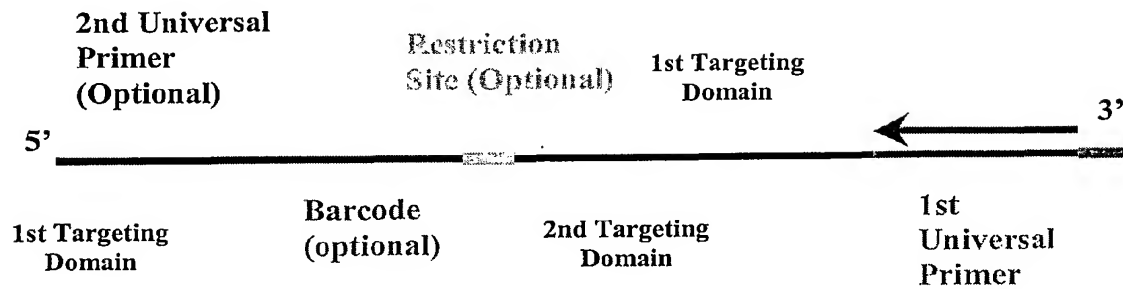 2nd Universal
Primer
(Optional)
Restriction
Site (Optional)
1st Targeting
Domain
5'
3'
1st Targeting
Domain
Barcode
(optional)
2nd Targeting
Domain
1st
Universal
Primer